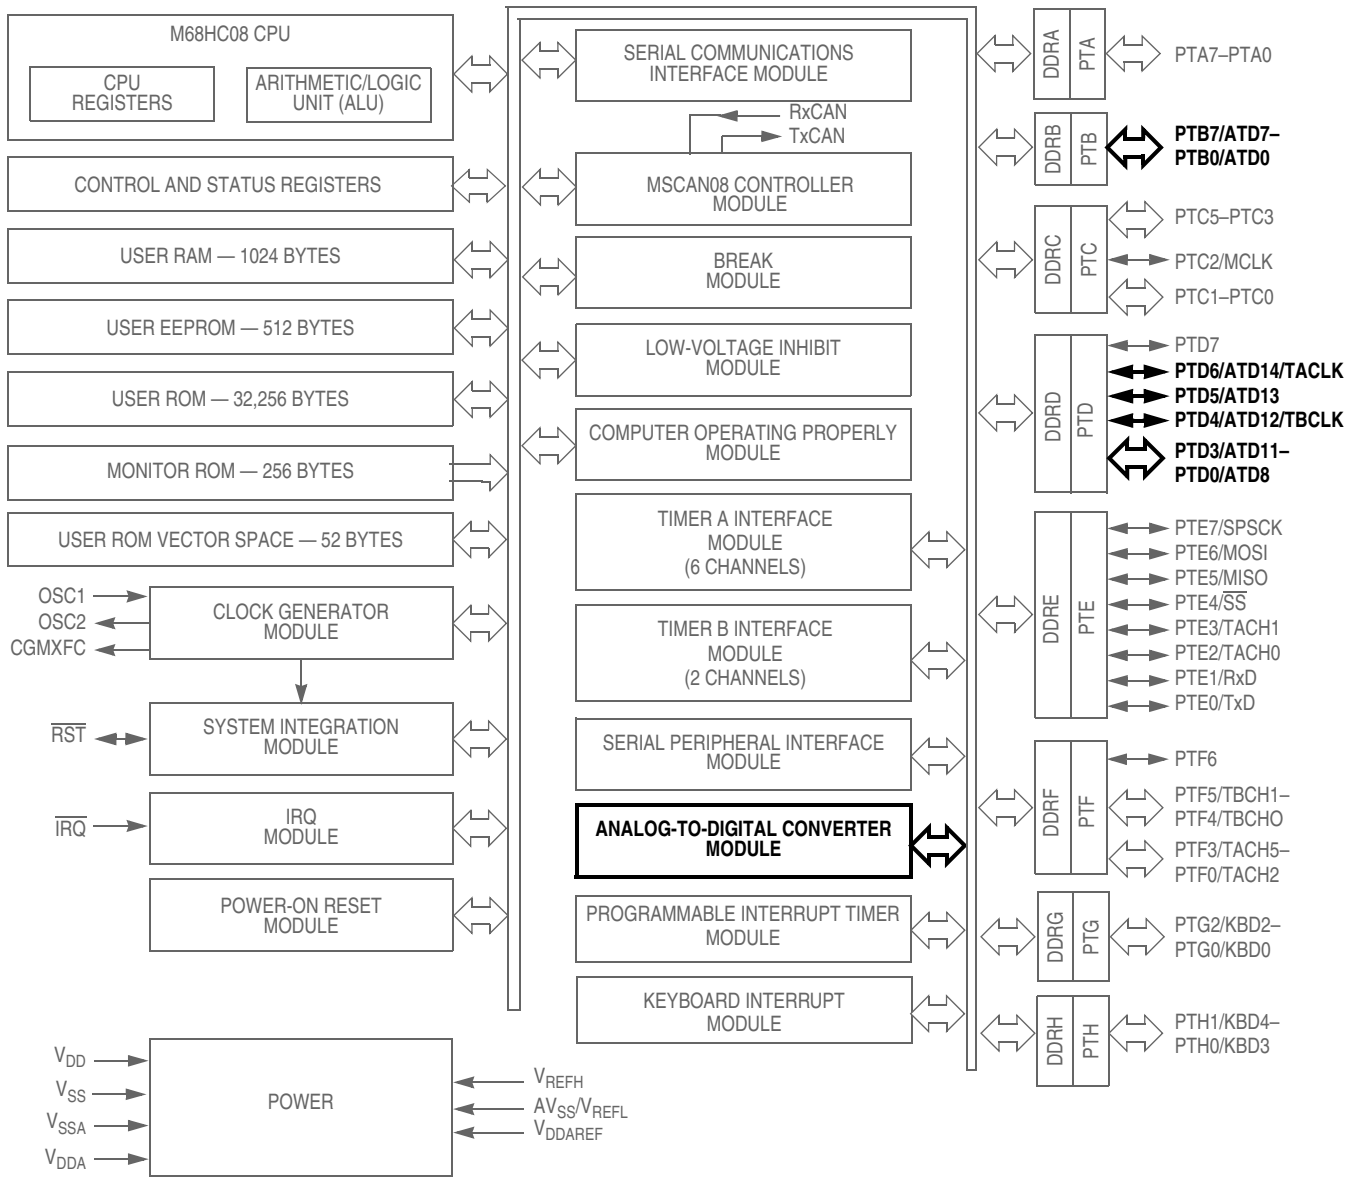 M68HC08 CPU
CPU
REGISTERS
ARITHMETIC/LOGIC
UNIT (ALU)
CONTROL AND STATUS REGISTERS
USER RAM — 1024 BYTES
USER EEPROM — 512 BYTES
USER ROM — 32,256 BYTES
MONITOR ROM — 256 BYTES
USER ROM VECTOR SPACE — 52 BYTES
OSC1
OSC2
CGMXFC
CLOCK GENERATOR
MODULE
RST
SYSTEM INTEGRATION
MODULE
IRQ
IRQ
MODULE
POWER-ON RESET
MODULE
VDD
VSS
VSSA
VDDA
POWER
VREFH
AVSS/VREFL
VDDAREF
SERIAL COMMUNICATIONS
INTERFACE MODULE
RxCAN
TxCAN
MSCAN08 CONTROLLER
MODULE
BREAK
MODULE
LOW-VOLTAGE INHIBIT
MODULE
COMPUTER OPERATING PROPERLY
MODULE
TIMER A INTERFACE
MODULE
(6 CHANNELS)
TIMER B INTERFACE
MODULE
(2 CHANNELS)
SERIAL PERIPHERAL INTERFACE
MODULE
ANALOG-TO-DIGITAL CONVERTER
MODULE
PROGRAMMABLE INTERRUPT TIMER
MODULE
KEYBOARD INTERRUPT
MODULE
DDRA
PTA
PTA7–PTA0
DDRB
PTB
PTB7/ATD7–
PTB0/ATD0
DDRC
PTC
PTC5–PTC3
PTC2/MCLK
PTC1–PTC0
DDRD
PTD
PTD7
PTD6/ATD14/TACLK
PTD5/ATD13
PTD4/ATD12/TBCLK
PTD3/ATD11–
PTD0/ATD8
DDRE
PTE
PTE7/SPSCK
PTE6/MOSI
PTE5/MISO
PTE4/SS
PTE3/TACH1
PTE2/TACH0
PTE1/RxD
PTE0/TxD
DDRF
PTF
PTF6
PTF5/TBCH1–
PTF4/TBCHO
PTF3/TACH5–
PTF0/TACH2
DDRG
PTG
PTG2/KBD2–
PTG0/KBD0
DDRH
PTH
PTH1/KBD4–
PTH0/KBD3